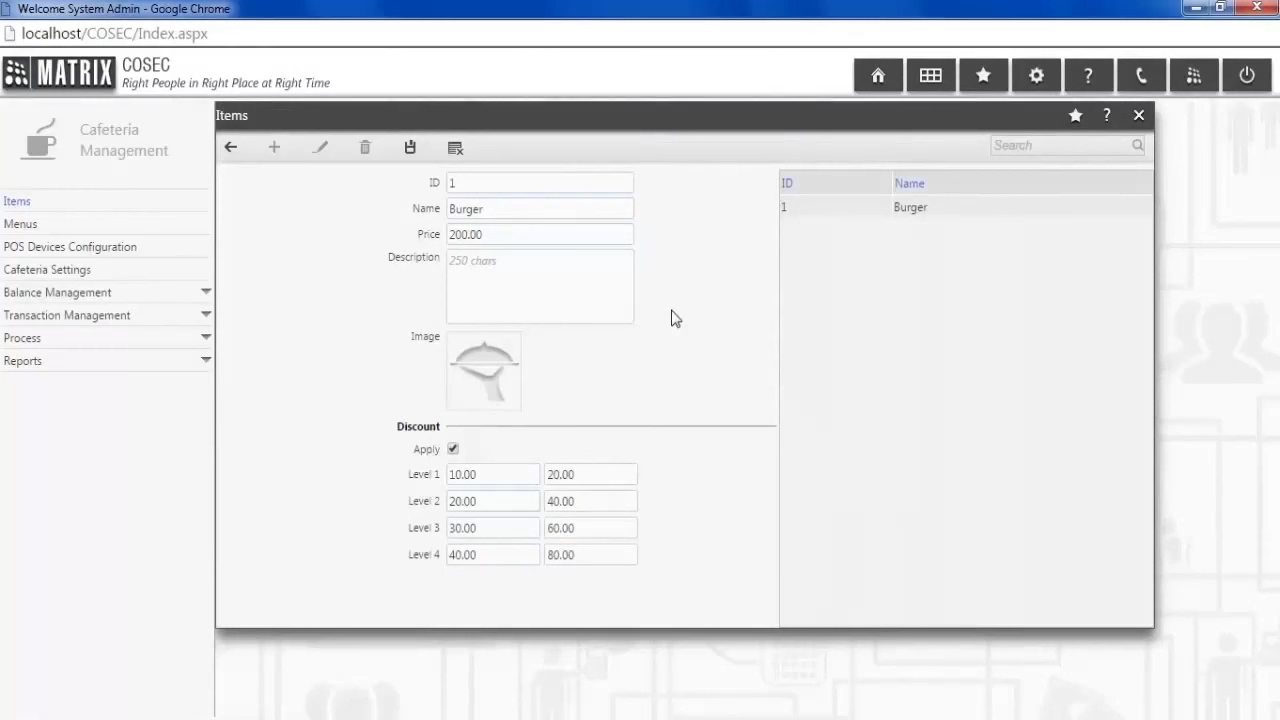 Welcome System Admin - Google Chrome
localhost/COSEC/Index.aspx
MATRIX
COSEC
Right People in Right Place at Right Time
?
Cafeteria
Management
Items
Menus
POS Devices Configuration
Cafeteria Settings
Balance Management
Transaction Management
Process
Reports
Items
?
Search
ID 1
Name Burger
Price 200.00
Description 250 chars
Image
Discount
Apply
Level 1 10.00 20.00
Level 2 20.00 40.00
Level 3 30.00 60.00
Level 4 40.00 80.00
ID Name
1 Burger